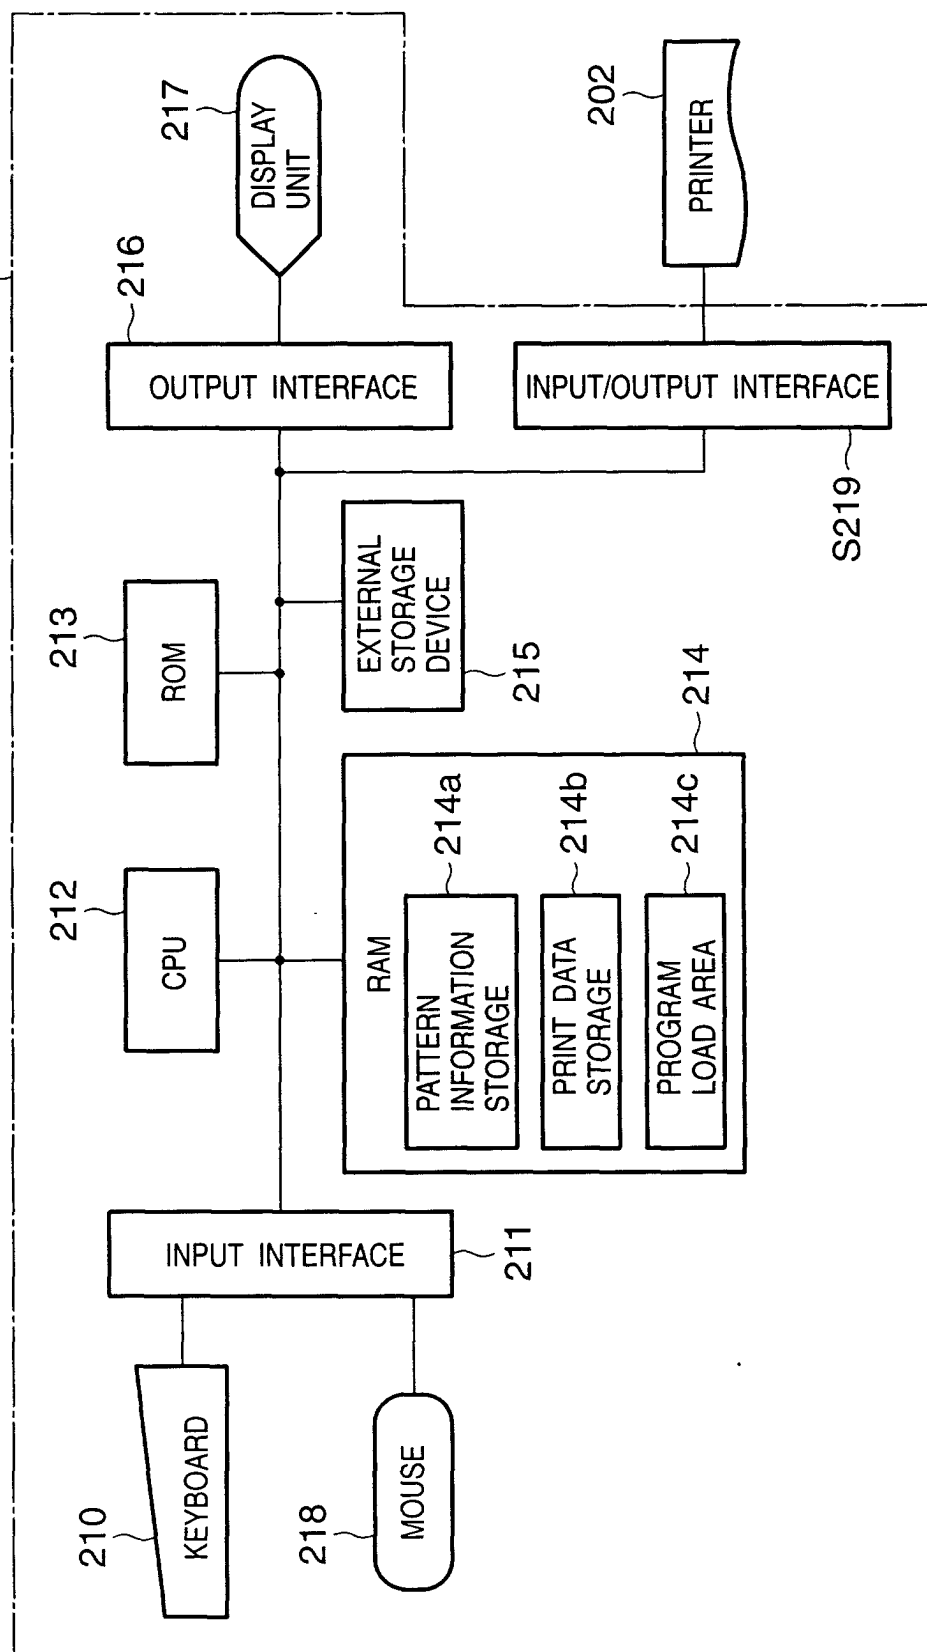 210
KEYBOARD
218
MOUSE
INPUT INTERFACE
211
212
CPU
213
ROM
RAM
PATTERN
INFORMATION
STORAGE
214a
PRINT DATA
STORAGE
214b
PROGRAM
LOAD AREA
214c
214
EXTERNAL
STORAGE
DEVICE
215
216
OUTPUT INTERFACE
217
DISPLAY
UNIT
INPUT/OUTPUT INTERFACE
S219
202
PRINTER